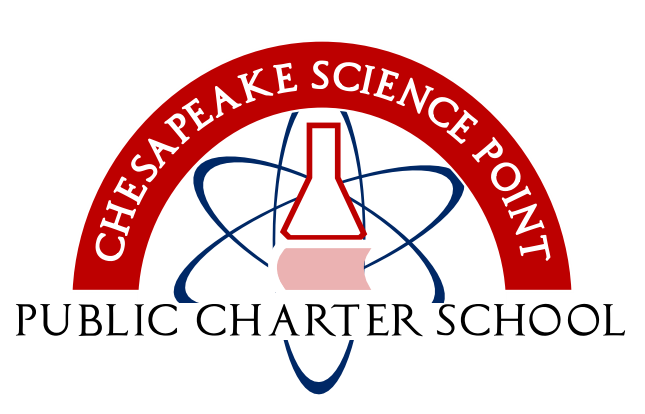 CHESAPEAKE SCIENCE POINT
PUBLIC CHARTER SCHOOL